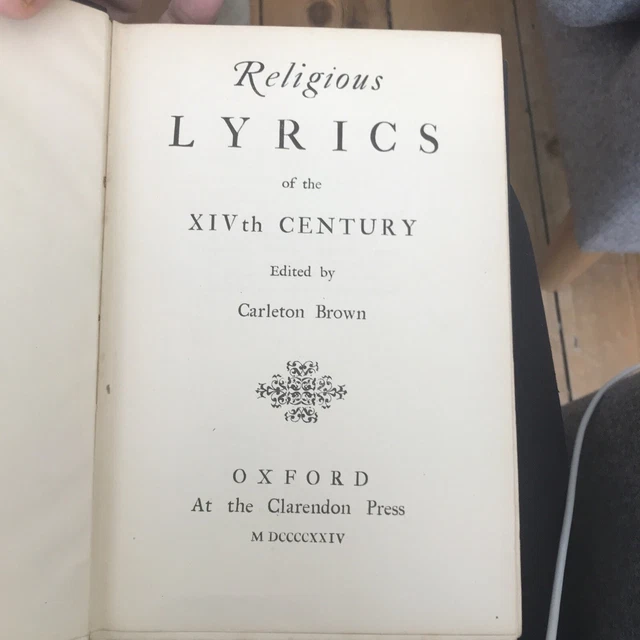 Religious
LYRICS
of the
XIVth CENTURY
Edited by
Carleton Brown
OXFORD
At the Clarendon Press
M DCCCCXXIV